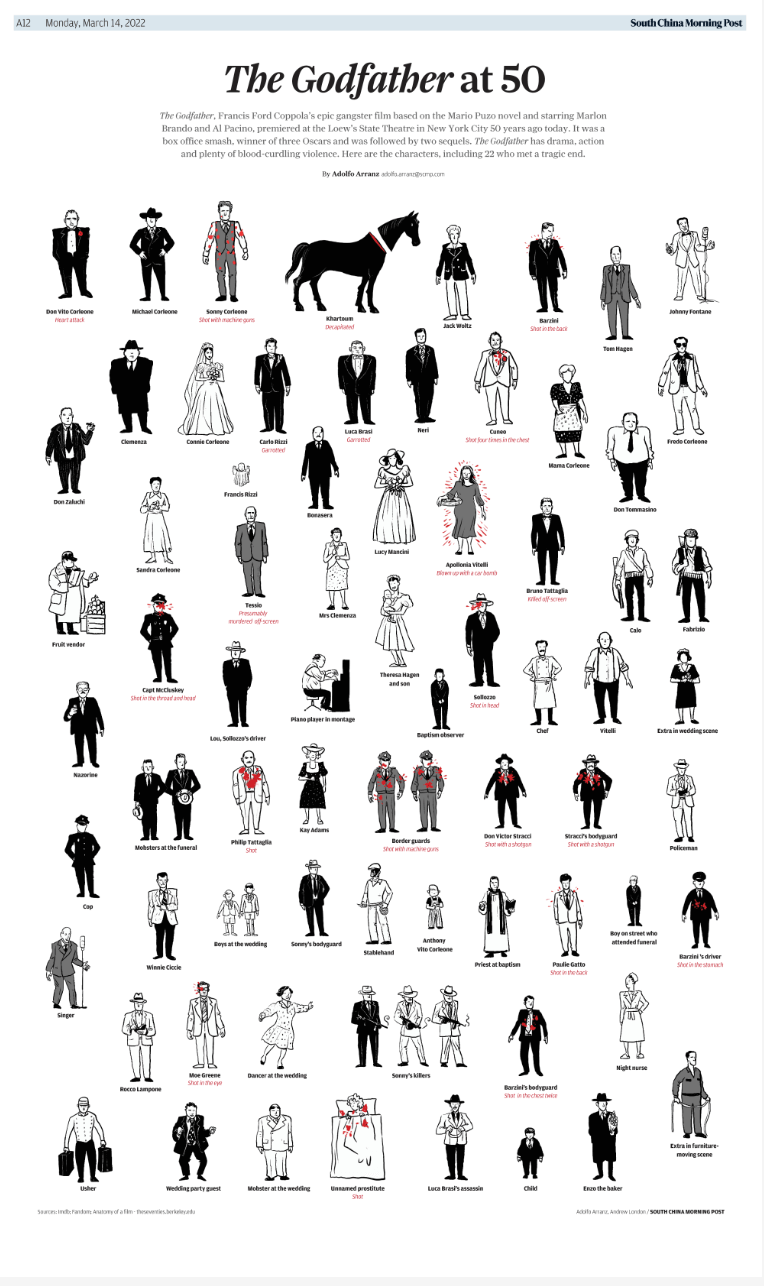 A12 Monday, March 14, 2022
South China Morning Post
The Godfather at 50
The Godfather, Francis Ford Coppola's epic gangster film based on the Mario Puzo novel and starring Marlon
Brando and Al Pacino, premiered at the Loew's State Theatre in New York City 50 years ago today. It was a
box office smash, winner of three Oscars and was followed by two sequels. The Godfather has drama, action
and plenty of blood-curdling violence. Here are the characters, including 22 who met a tragic end.
By Adolfo Arranz adolfo.arranz@scmp.com
Don Vito Corleone
Heart attack
Michael Corleone
Sonny Corleone
Shot with machine guns
Khartoum
Decapitated
Jack Woltz
Barzini
Shot in the back
Tom Hagen
Johnny Fontane
Clemenza
Connie Corleone
Carlo Rizzi
Garrotted
Luca Brasi
Garrotted
Neri
Cuneo
Shot four times in the chest
Mama Corleone
Fredo Corleone
Don Zaluchi
Francis Rizzi
Bonasera
Don Tommasino
Sandra Corleone
Lucy Mancini
Apollonia Vitelli
Blown up with a car bomb
Fruit vendor
Tessio
Presumably
murdered off-screen
Mrs Clemenza
Bruno Tattaglia
Killed off-screen
Calo
Fabrizio
Capt McCluskey
Shot in the thread and head
Theresa Hagen
and son
Sollozzo
Shot in head
Lou, Sollozzo's driver
Piano player in montage
Baptism observer
Chef
Vitelli
Extra in wedding scene
Nazorine
Mobsters at the funeral
Philip Tattaglia
Shot
Kay Adams
Border guards
Shot with machine guns
Don Victor Stracci
Shot with a shotgun
Stracci's bodyguard
Shot with a shotgun
Policeman
Cop
Winnie Ciccie
Boys at the wedding
Sonny's bodyguard
Stablehand
Anthony
Vito Corleone
Priest at baptism
Paulie Gatto
Shot in the back
Boy on street who
attended funeral
Barzini 's driver
Shot in the stomach
Singer
Rocco Lampone
Moe Greene
Shot in the eye
Dancer at the wedding
Sonny's killers
Barzini's bodyguard
Shot in the chest twice
Night nurse
Extra in furniture-
moving scene
Usher
Wedding party guest
Mobster at the wedding
Unnamed prostitute
Shot
Luca Brasi's assassin
Child
Enzo the baker
Sources: Imdb; Fandom; Anatomy of a film - theseventies.berkeley.edu
Adolfo Arranz, Andrew London / SOUTH CHINA MORNING POST